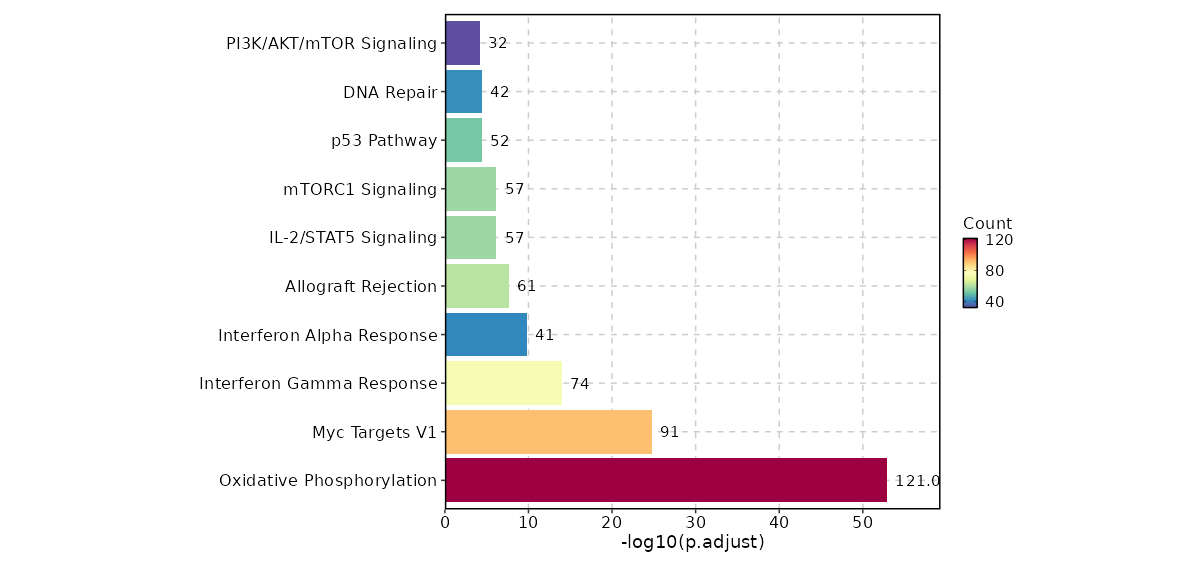 PI3K/AKT/mTOR Signaling 32
DNA Repair 42
p53 Pathway 52
mTORC1 Signaling 57
IL-2/STAT5 Signaling 57
Allograft Rejection 61
Interferon Alpha Response 41
Interferon Gamma Response 74
Myc Targets V1 91
Oxidative Phosphorylation 121.0
0 10 20 30 40 50
-log10(p.adjust)
Count
120
80
40